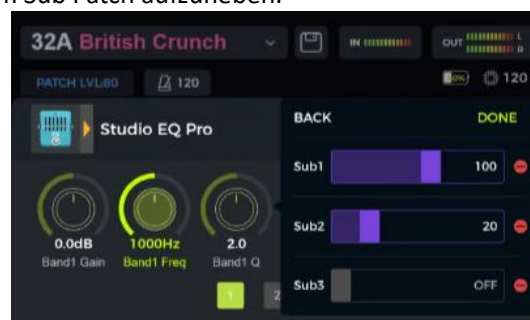 n Sub Patch aufzuheben.
32A British Crunch
IN
OUT
L
R
PATCH LVL:80
120
120
Studio EQ Pro
BACK
DONE
Sub1
100
Sub2
20
Sub3
OFF
0.0dB
1000Hz
2.0
Band1 Gain
Band1 Freq
Band1 Q
1
2